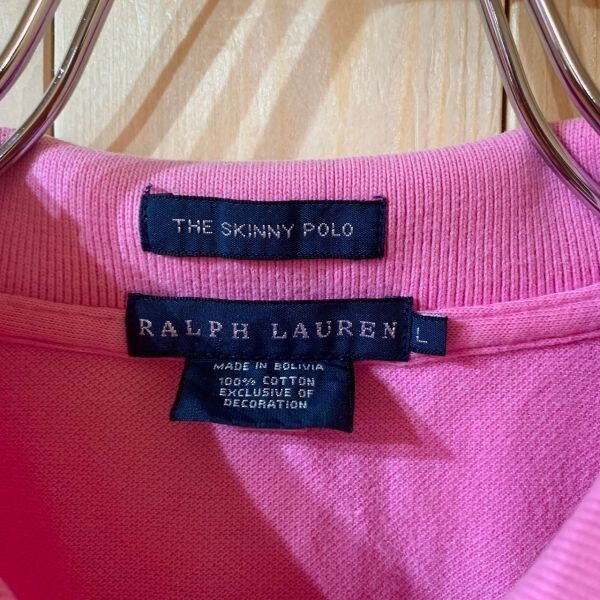 THE SKINNY POLO
RALPH LAUREN
L
MADE IN BOLIVIA
100% COTTON
EXCLUSIVE OF
DECORATION